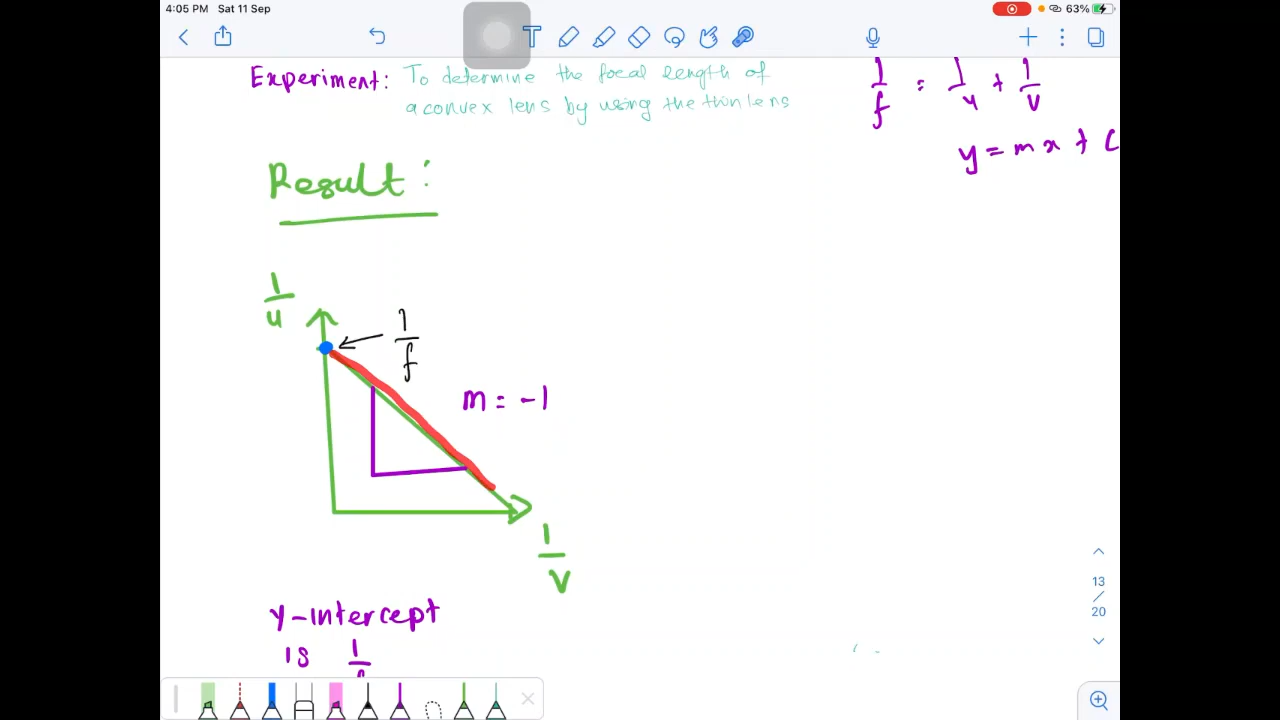 4:05 PM Sat 11 Sep
63%
T
Experiment: To determine the focal length of
a convex lens by using the thin lens
1/f = 1/u + 1/v
y = mx + C
Result:
1/u
1/f
m = -1
1/v
Y-intercept
is 1/f
13
/
20